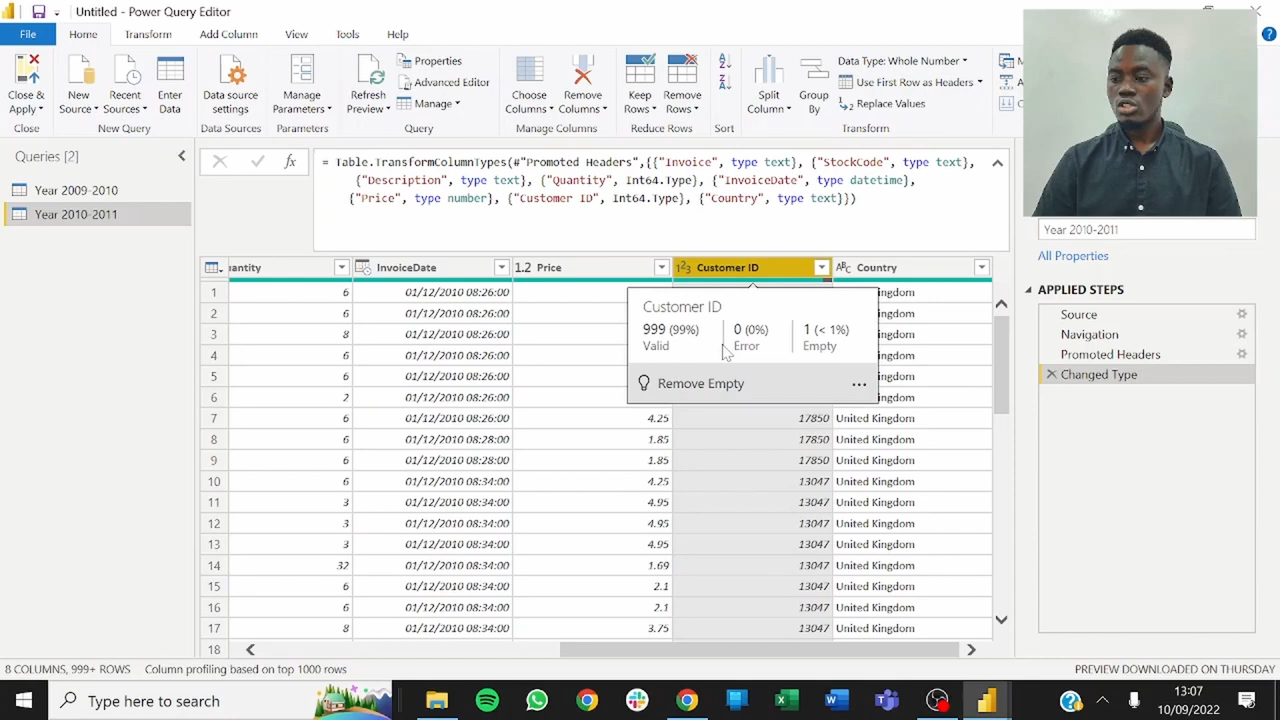 Untitled - Power Query Editor
File Home Transform Add Column View Tools Help
Close & Apply
New Source
Recent Sources
Enter Data
Data source settings
Manage Parameters
Refresh Preview
Properties
Advanced Editor
Manage
Choose Columns
Remove Columns
Keep Rows
Remove Rows
Split Column
Group By
Data Type: Whole Number
Use First Row as Headers
Replace Values
Close New Query Data Sources Parameters Query Manage Columns Reduce Rows Sort Transform
Queries [2]
Year 2009-2010
Year 2010-2011
fx
= Table.TransformColumnTypes(#"Promoted Headers",{{"Invoice", type text}, {"StockCode", type text},
{"Description", type text}, {"Quantity", Int64.Type}, {"InvoiceDate", type datetime},
{"Price", type number}, {"Customer ID", Int64.Type}, {"Country", type text}})
uantity InvoiceDate 1.2 Price 123 Customer ID ABC Country
1 6 01/12/2010 08:26:00 ingdom
2 6 01/12/2010 08:26:00 ingdom
3 8 01/12/2010 08:26:00 ingdom
4 6 01/12/2010 08:26:00 ingdom
5 6 01/12/2010 08:26:00 ingdom
6 2 01/12/2010 08:26:00 ingdom
7 6 01/12/2010 08:26:00 4.25 17850 United Kingdom
8 6 01/12/2010 08:28:00 1.85 17850 United Kingdom
9 6 01/12/2010 08:28:00 1.85 17850 United Kingdom
10 6 01/12/2010 08:34:00 4.25 13047 United Kingdom
11 3 01/12/2010 08:34:00 4.95 13047 United Kingdom
12 3 01/12/2010 08:34:00 4.95 13047 United Kingdom
13 3 01/12/2010 08:34:00 4.95 13047 United Kingdom
14 32 01/12/2010 08:34:00 1.69 13047 United Kingdom
15 6 01/12/2010 08:34:00 2.1 13047 United Kingdom
16 6 01/12/2010 08:34:00 2.1 13047 United Kingdom
17 8 01/12/2010 08:34:00 3.75 13047 United Kingdom
18
Customer ID
999 (99%) 0 (0%) 1 (< 1%)
Valid Error Empty
Remove Empty
Year 2010-2011
All Properties
APPLIED STEPS
Source
Navigation
Promoted Headers
Changed Type
8 COLUMNS, 999+ ROWS Column profiling based on top 1000 rows PREVIEW DOWNLOADED ON THURSDAY
Type here to search
13:07
10/09/2022